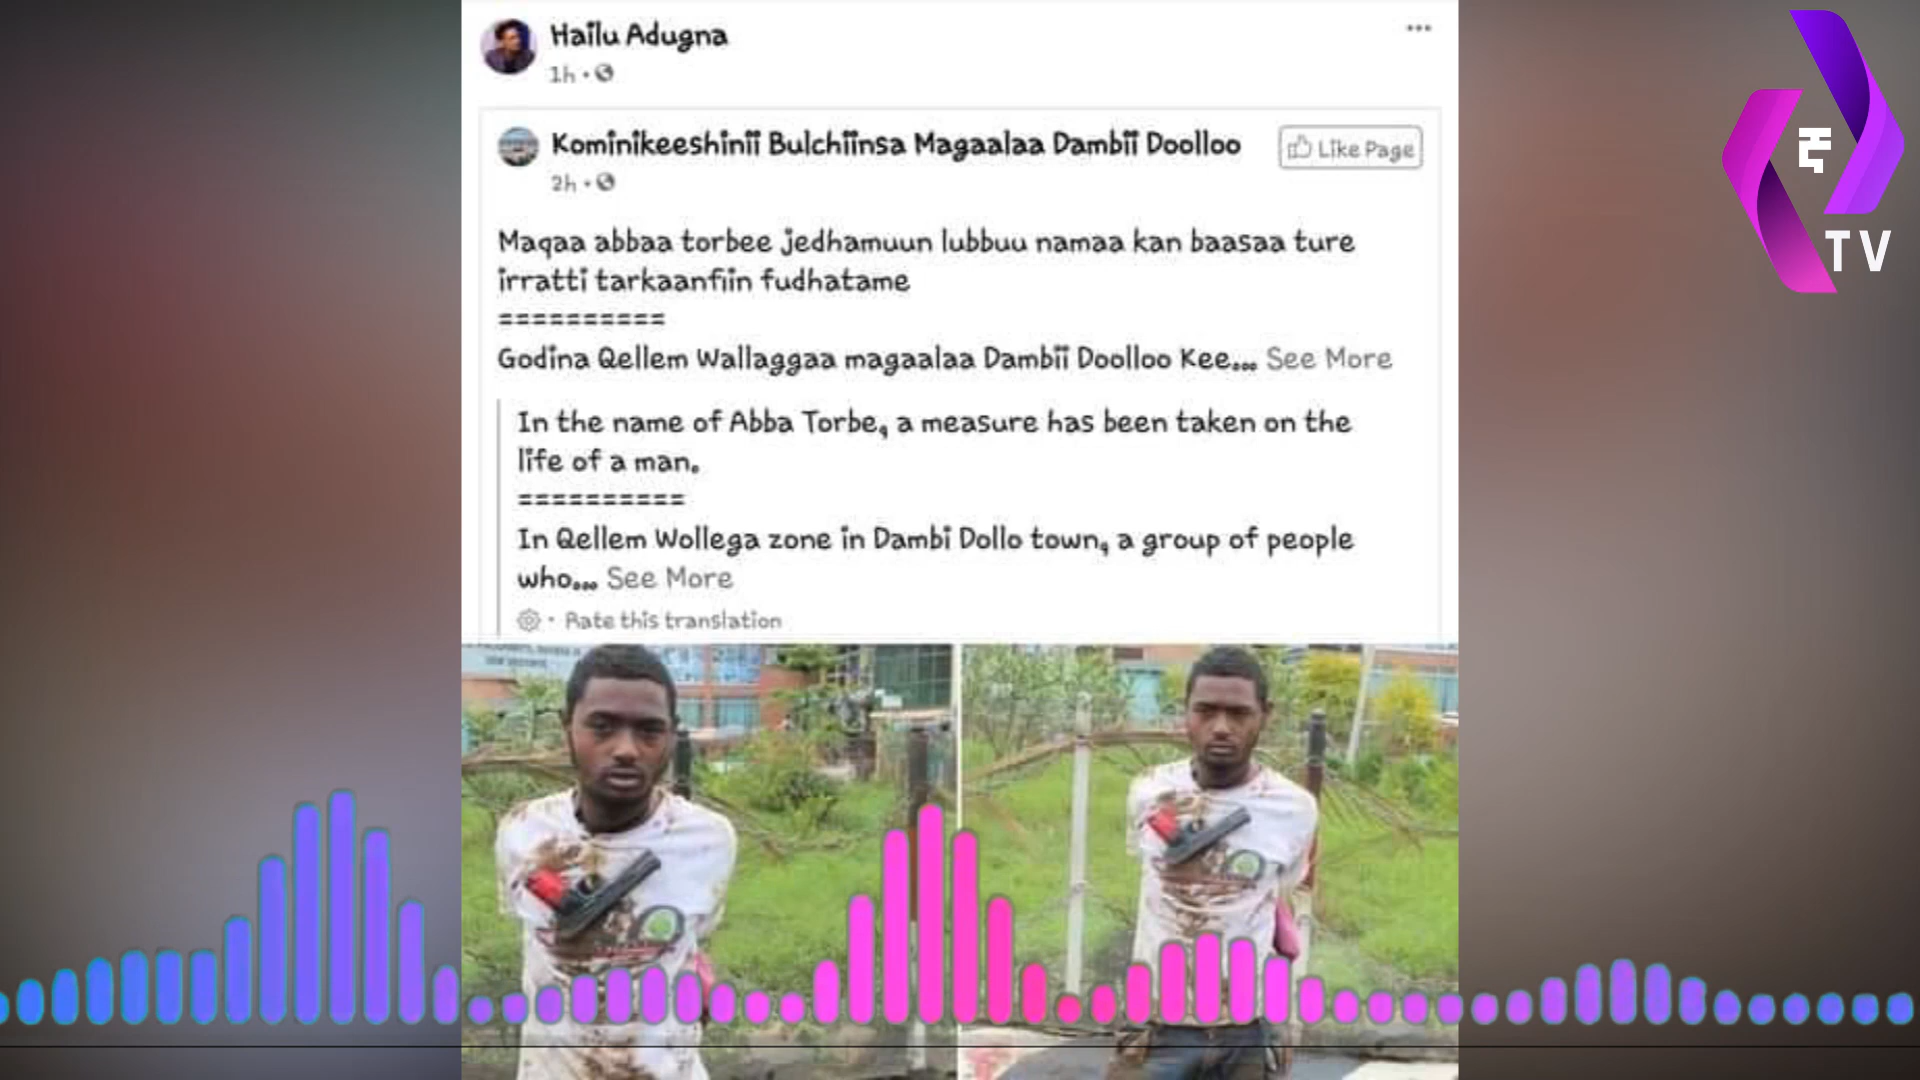 Hailu Adugna
1h
Kominikeeshinii Bulchiinsa Magaalaa Dambii Doolloo
Like Page
2h
Maqaa abbaa torbee jedhamuun lubbuu namaa kan baasaa ture
irratti tarkaanfiin fudhatame
==========
Godina Qellem Wallaggaa magaalaa Dambii Doolloo Kee... See More
In the name of Abba Torbe, a measure has been taken on the
life of a man.
==========
In Qellem Wollega zone in Dambi Dollo town, a group of people
who... See More
Rate this translation
TV